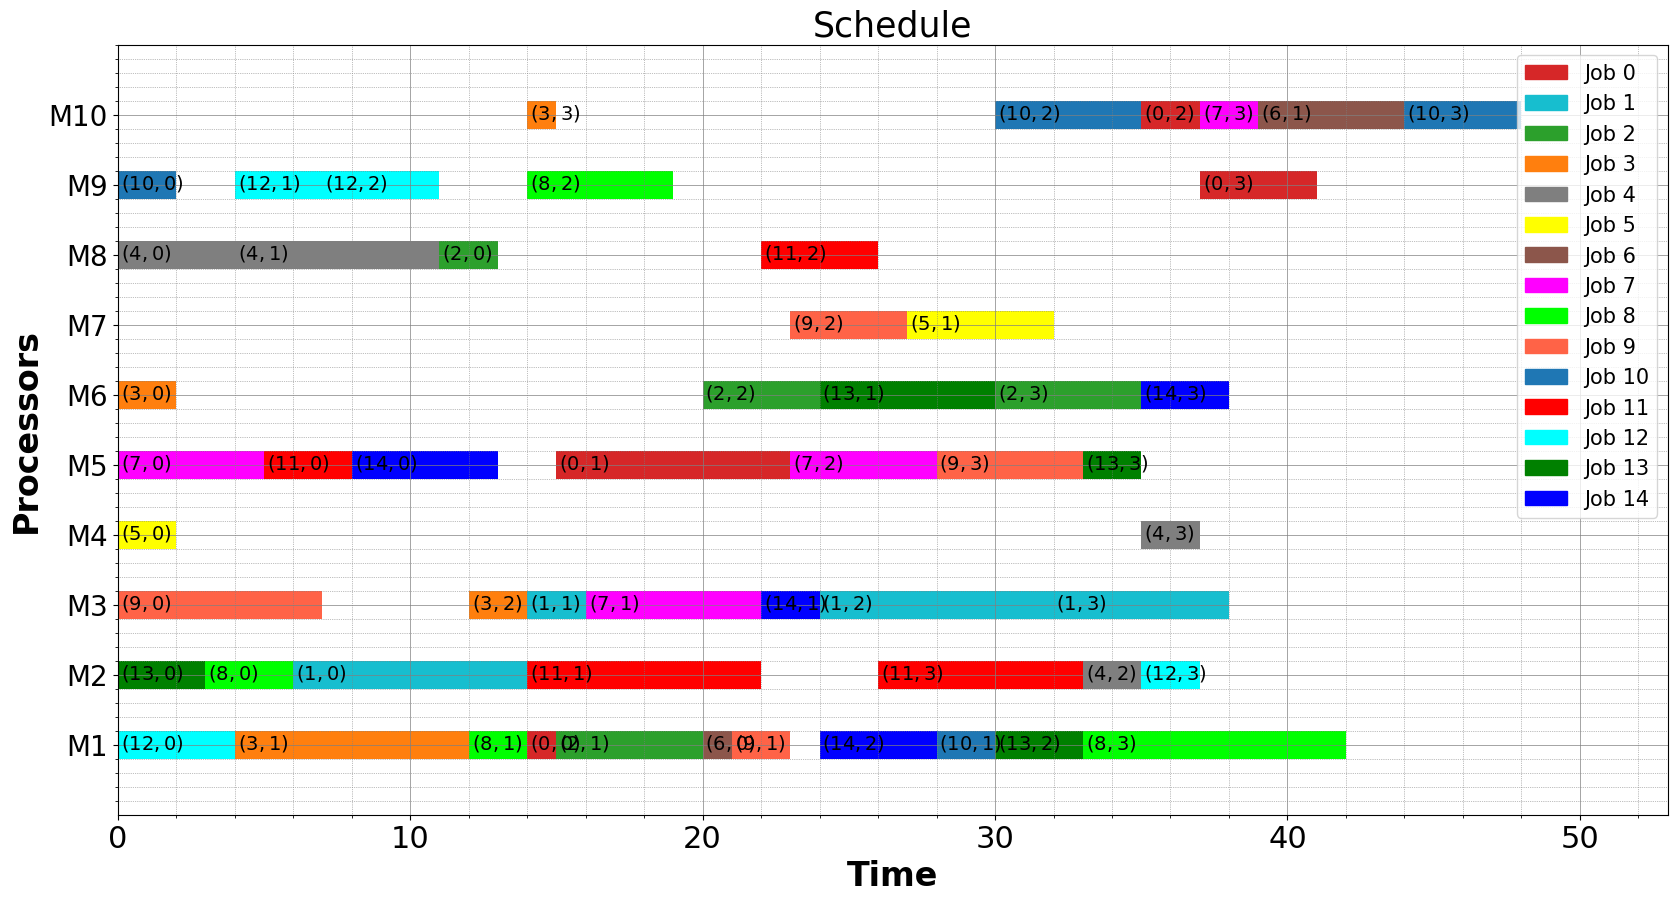 Schedule
M10 (3, 3) (10, 2) (0, 2) (7, 3) (6, 1) (10, 3)
M9 (10, 0) (12, 1) (12, 2) (8, 2) (0, 3)
M8 (4, 0) (4, 1) (2, 0) (11, 2)
M7 (9, 2) (5, 1)
M6 (3, 0) (2, 2) (13, 1) (2, 3) (14, 3)
M5 (7, 0) (11, 0) (14, 0) (0, 1) (7, 2) (9, 3) (13, 3)
M4 (5, 0) (4, 3)
M3 (9, 0) (3, 2) (1, 1) (7, 1) (14, 1) (1, 2) (1, 3)
M2 (13, 0) (8, 0) (1, 0) (11, 1) (11, 3) (4, 2) (12, 3)
M1 (12, 0) (3, 1) (8, 1) (0, 0) (2, 1) (6, 0) (9, 1) (14, 2) (10, 1) (13, 2) (8, 3)
Processors
0 10 20 30 40 50
Time
Job 0
Job 1
Job 2
Job 3
Job 4
Job 5
Job 6
Job 7
Job 8
Job 9
Job 10
Job 11
Job 12
Job 13
Job 14